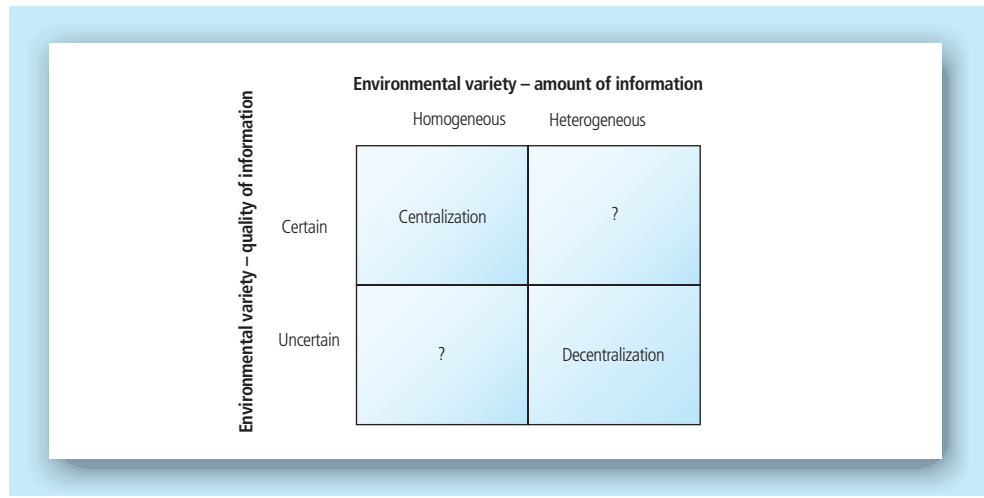 Environmental variety – amount of information
Homogeneous Heterogeneous
Environmental variety – quality of information
Certain
Centralization
?
Uncertain
?
Decentralization